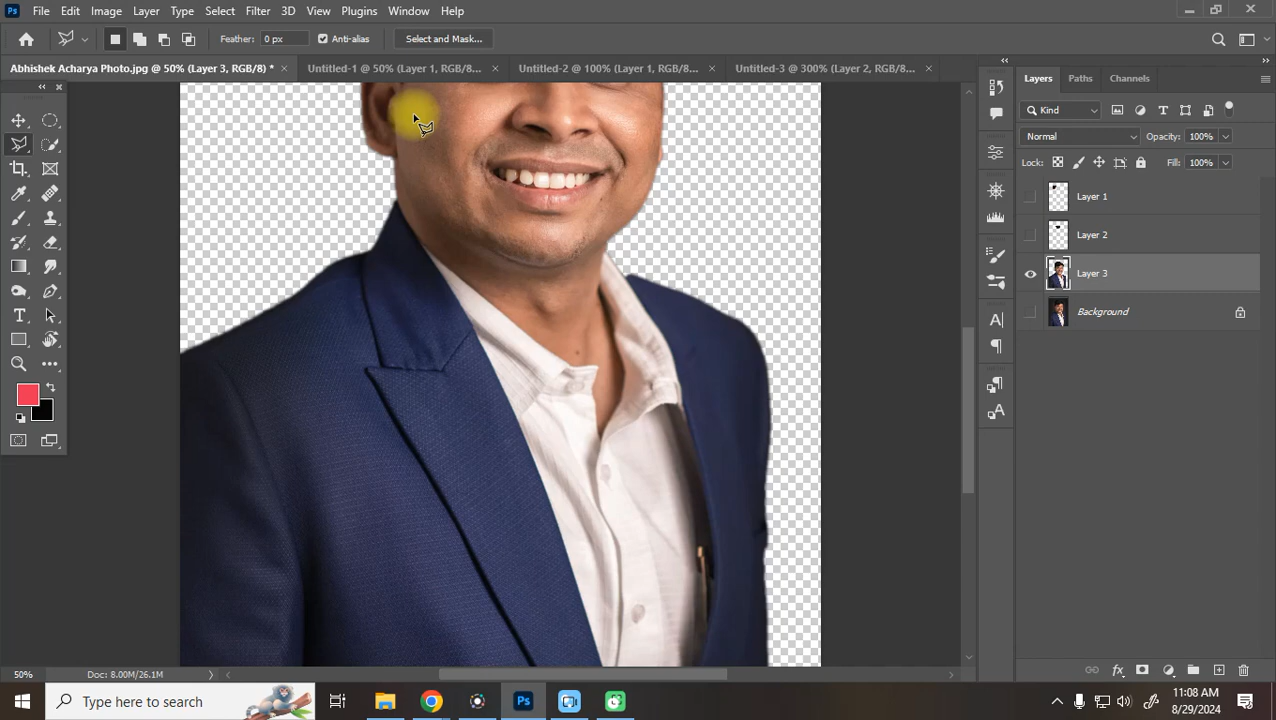 Ps File Edit Image Layer Type Select Filter 3D View Plugins Window Help
Feather: 0 px Anti-alias Select and Mask...
Abhishek Acharya Photo.jpg @ 50% (Layer 3, RGB/8) * Untitled-1 @ 50% (Layer 1, RGB/8... Untitled-2 @ 100% (Layer 1, RGB/8... Untitled-3 @ 300% (Layer 2, RGB/8...
Layers Paths Channels
Kind
Normal Opacity: 100%
Lock: Fill: 100%
Layer 1
Layer 2
Layer 3
Background
50% Doc: 8.00M/26.1M
Type here to search
Ps
11:08 AM
8/29/2024